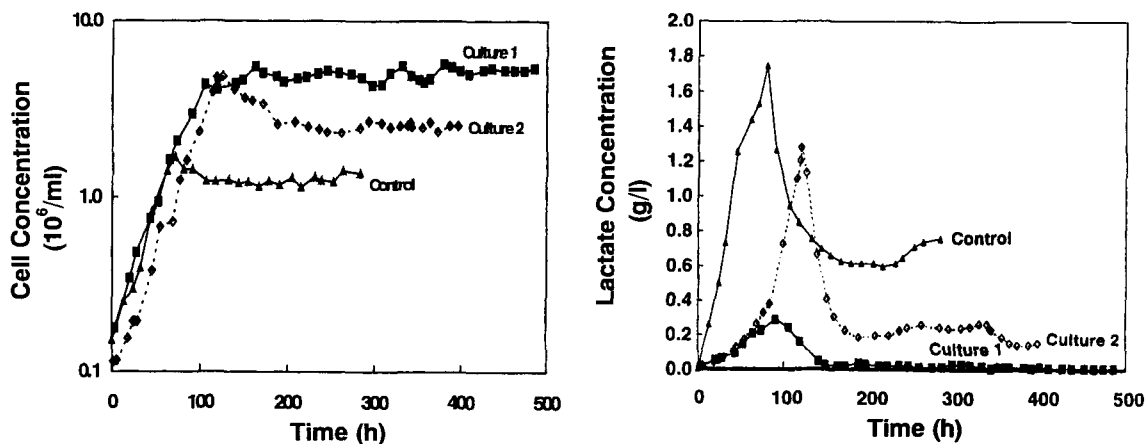 Cell Concentration
(10⁶/ml)
10.0
1.0
0.1
Culture 1
Culture 2
Control
0
100
200
300
400
500
Time (h)
Lactate Concentration
(g/l)
2.0
1.8
1.6
1.4
1.2
1.0
0.8
0.6
0.4
0.2
0.0
Control
Culture 1
Culture 2
0
100
200
300
400
500
Time (h)